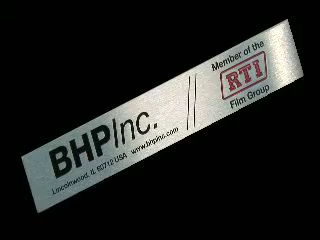 BHPInc.
Lincolnwood, IL 60712 USA www.bhpinc.com
Member of the
RTI
Film Group